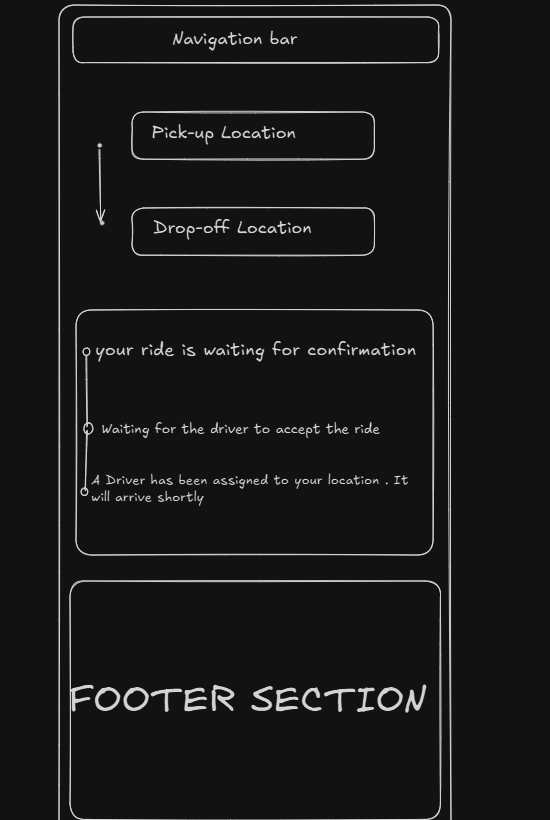 Navigation bar
Pick-up Location
Drop-off Location
your ride is waiting for confirmation
Waiting for the driver to accept the ride
A Driver has been assigned to your location . It
will arrive shortly
FOOTER SECTION